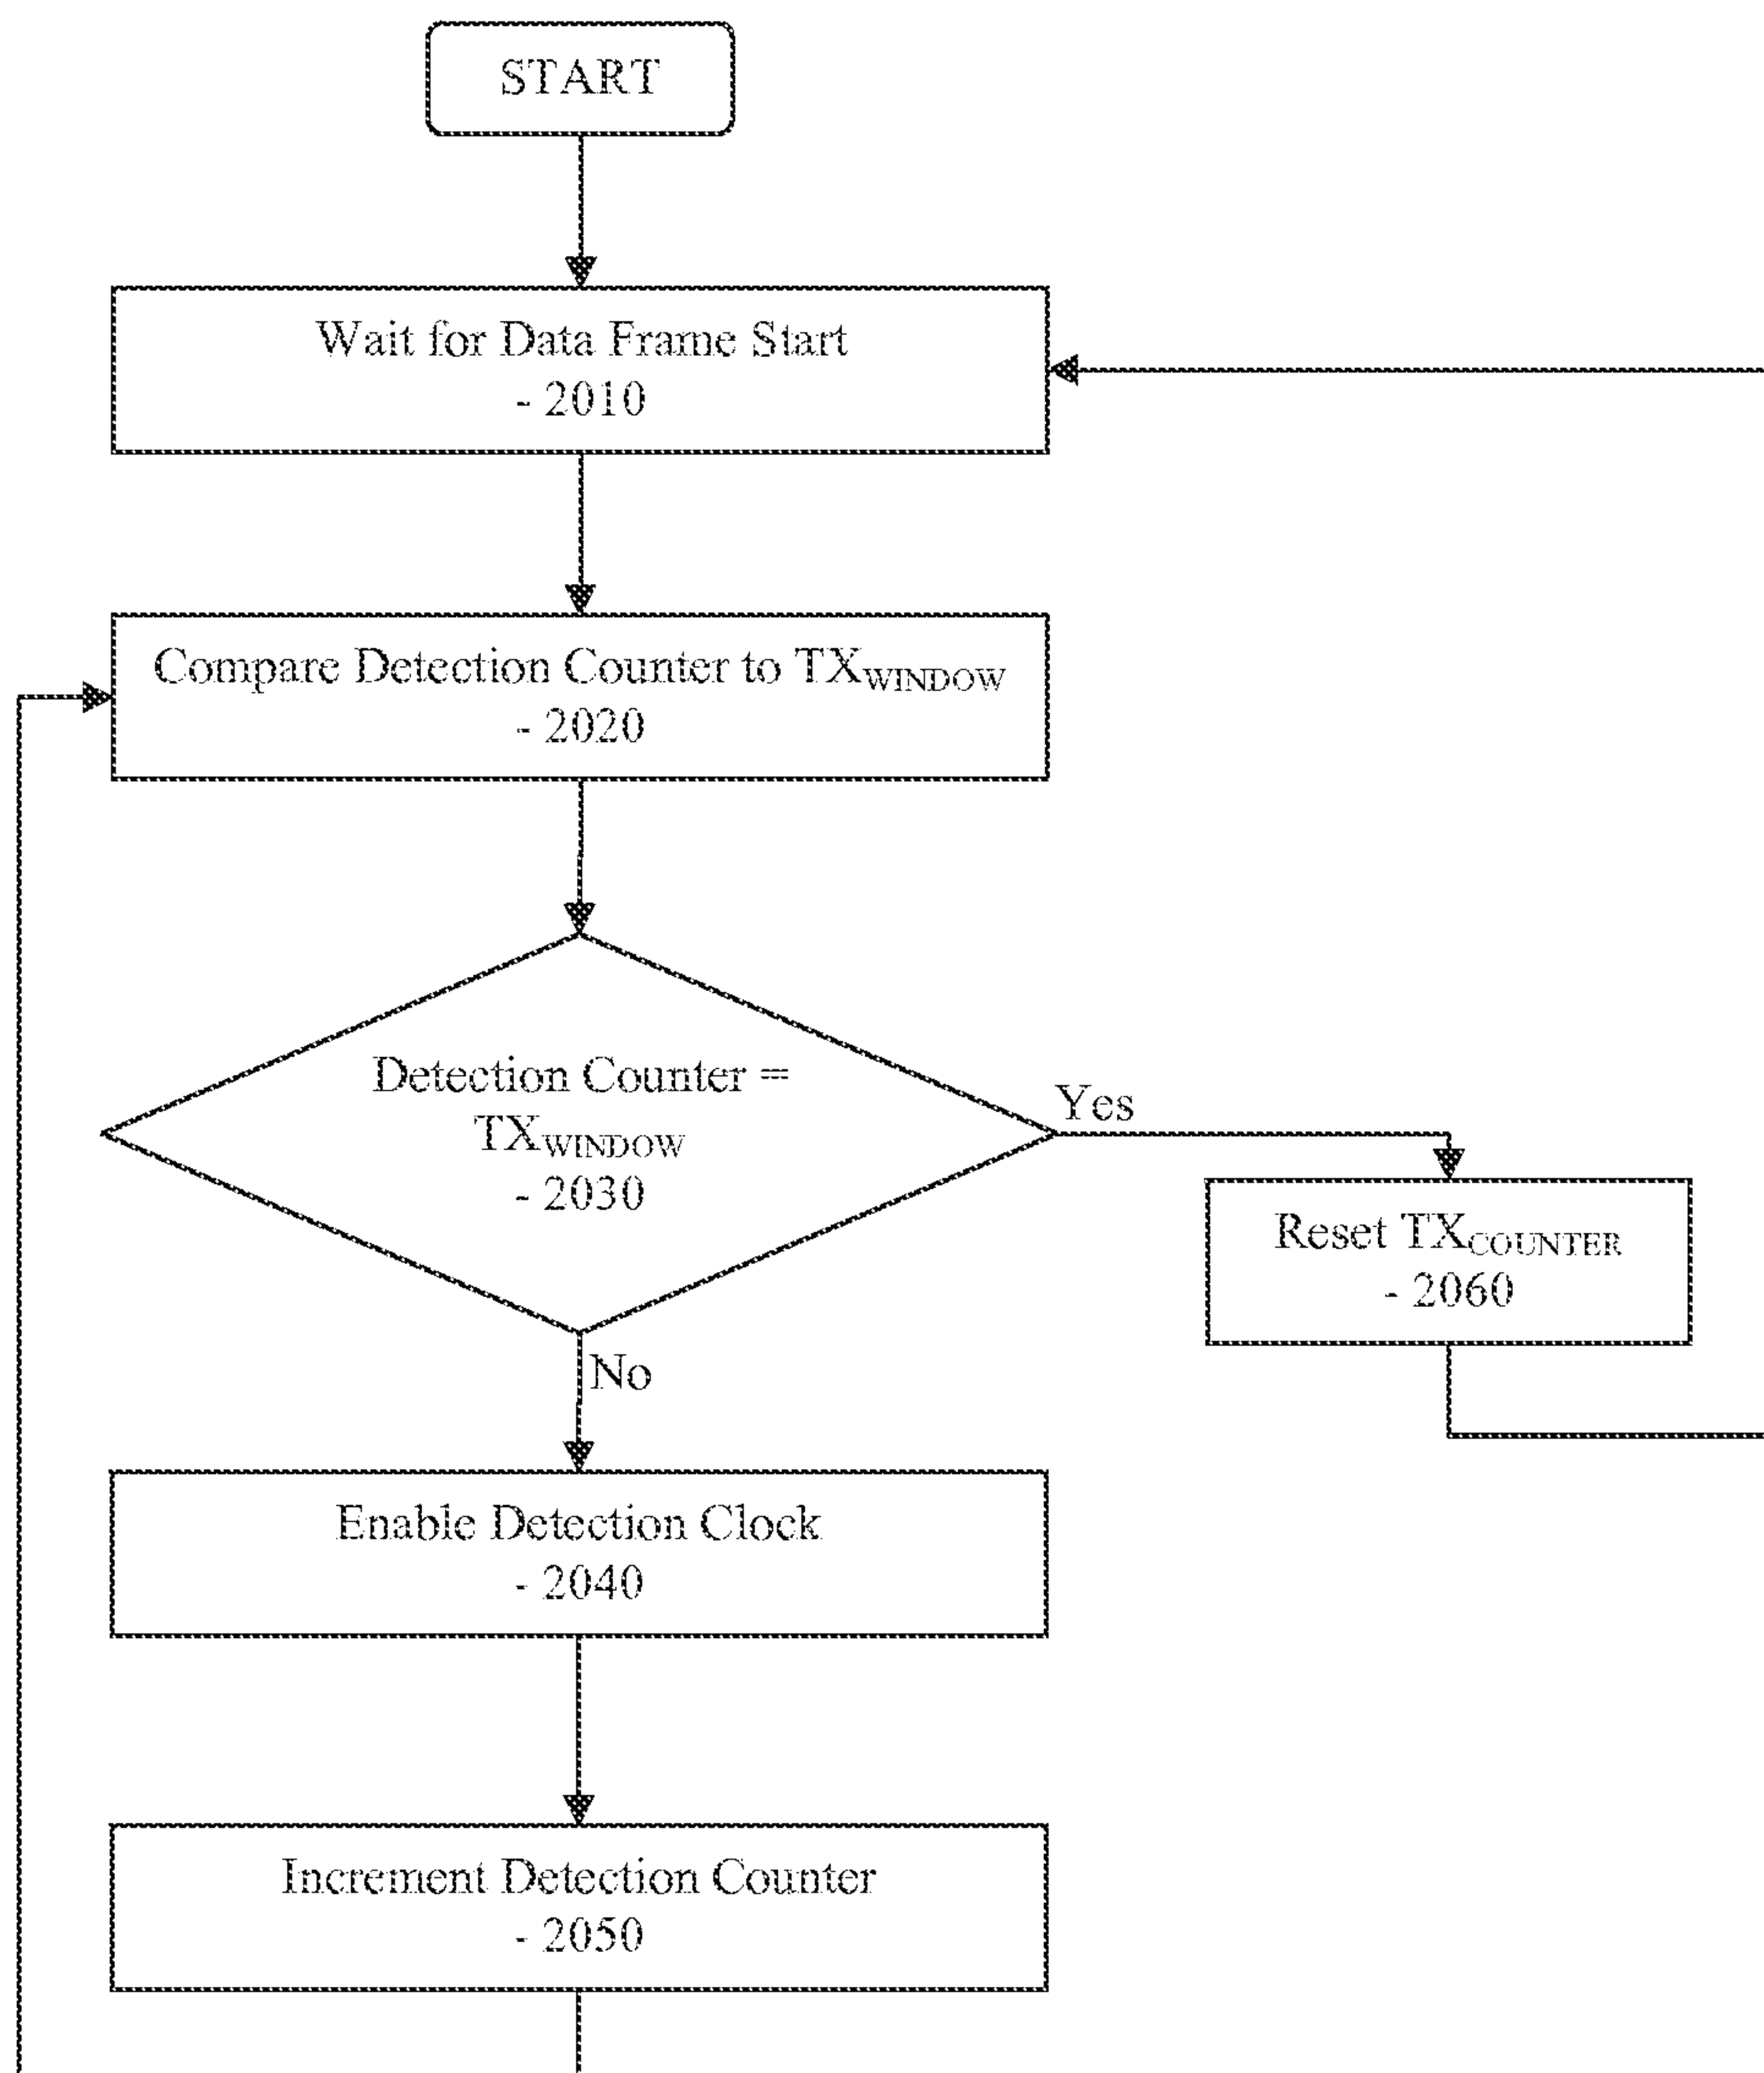 START
Wait for Data Frame Start
- 2010
Compare Detection Counter to TXWINDOW
- 2020
Detection Counter =
TXWINDOW
- 2030
Yes
Reset TXCOUNTER
- 2060
No
Enable Detection Clock
- 2040
Increment Detection Counter
- 2050